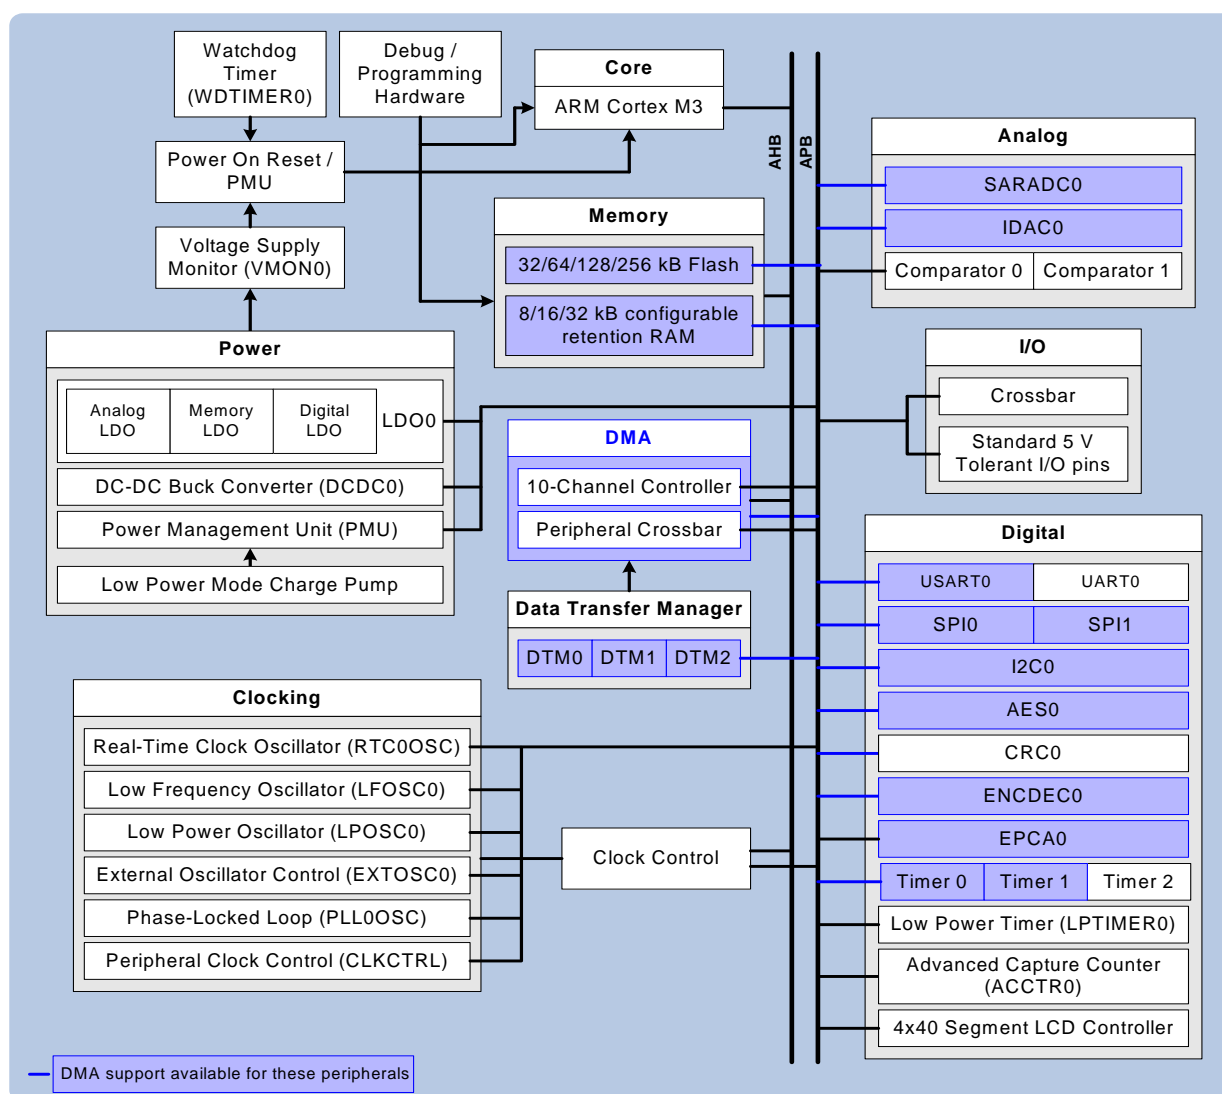 Watchdog
Timer
(WDTIMER0)
Debug /
Programming
Hardware
Core
ARM Cortex M3
Power On Reset /
PMU
Voltage Supply
Monitor (VMON0)
AHB
APB
Memory
32/64/128/256 kB Flash
8/16/32 kB configurable
retention RAM
Analog
SARADC0
IDAC0
Comparator 0
Comparator 1
Power
Analog
LDO
Memory
LDO
Digital
LDO
LDO0
DC-DC Buck Converter (DCDC0)
Power Management Unit (PMU)
Low Power Mode Charge Pump
DMA
10-Channel Controller
Peripheral Crossbar
Data Transfer Manager
DTM0
DTM1
DTM2
I/O
Crossbar
Standard 5 V
Tolerant I/O pins
Digital
USART0
UART0
SPI0
SPI1
I2C0
AES0
CRC0
ENCDEC0
EPCA0
Timer 0
Timer 1
Timer 2
Low Power Timer (LPTIMER0)
Advanced Capture Counter
(ACCTR0)
4x40 Segment LCD Controller
Clocking
Real-Time Clock Oscillator (RTC0OSC)
Low Frequency Oscillator (LFOSC0)
Low Power Oscillator (LPOSC0)
External Oscillator Control (EXTOSC0)
Phase-Locked Loop (PLL0OSC)
Peripheral Clock Control (CLKCTRL)
Clock Control
DMA support available for these peripherals